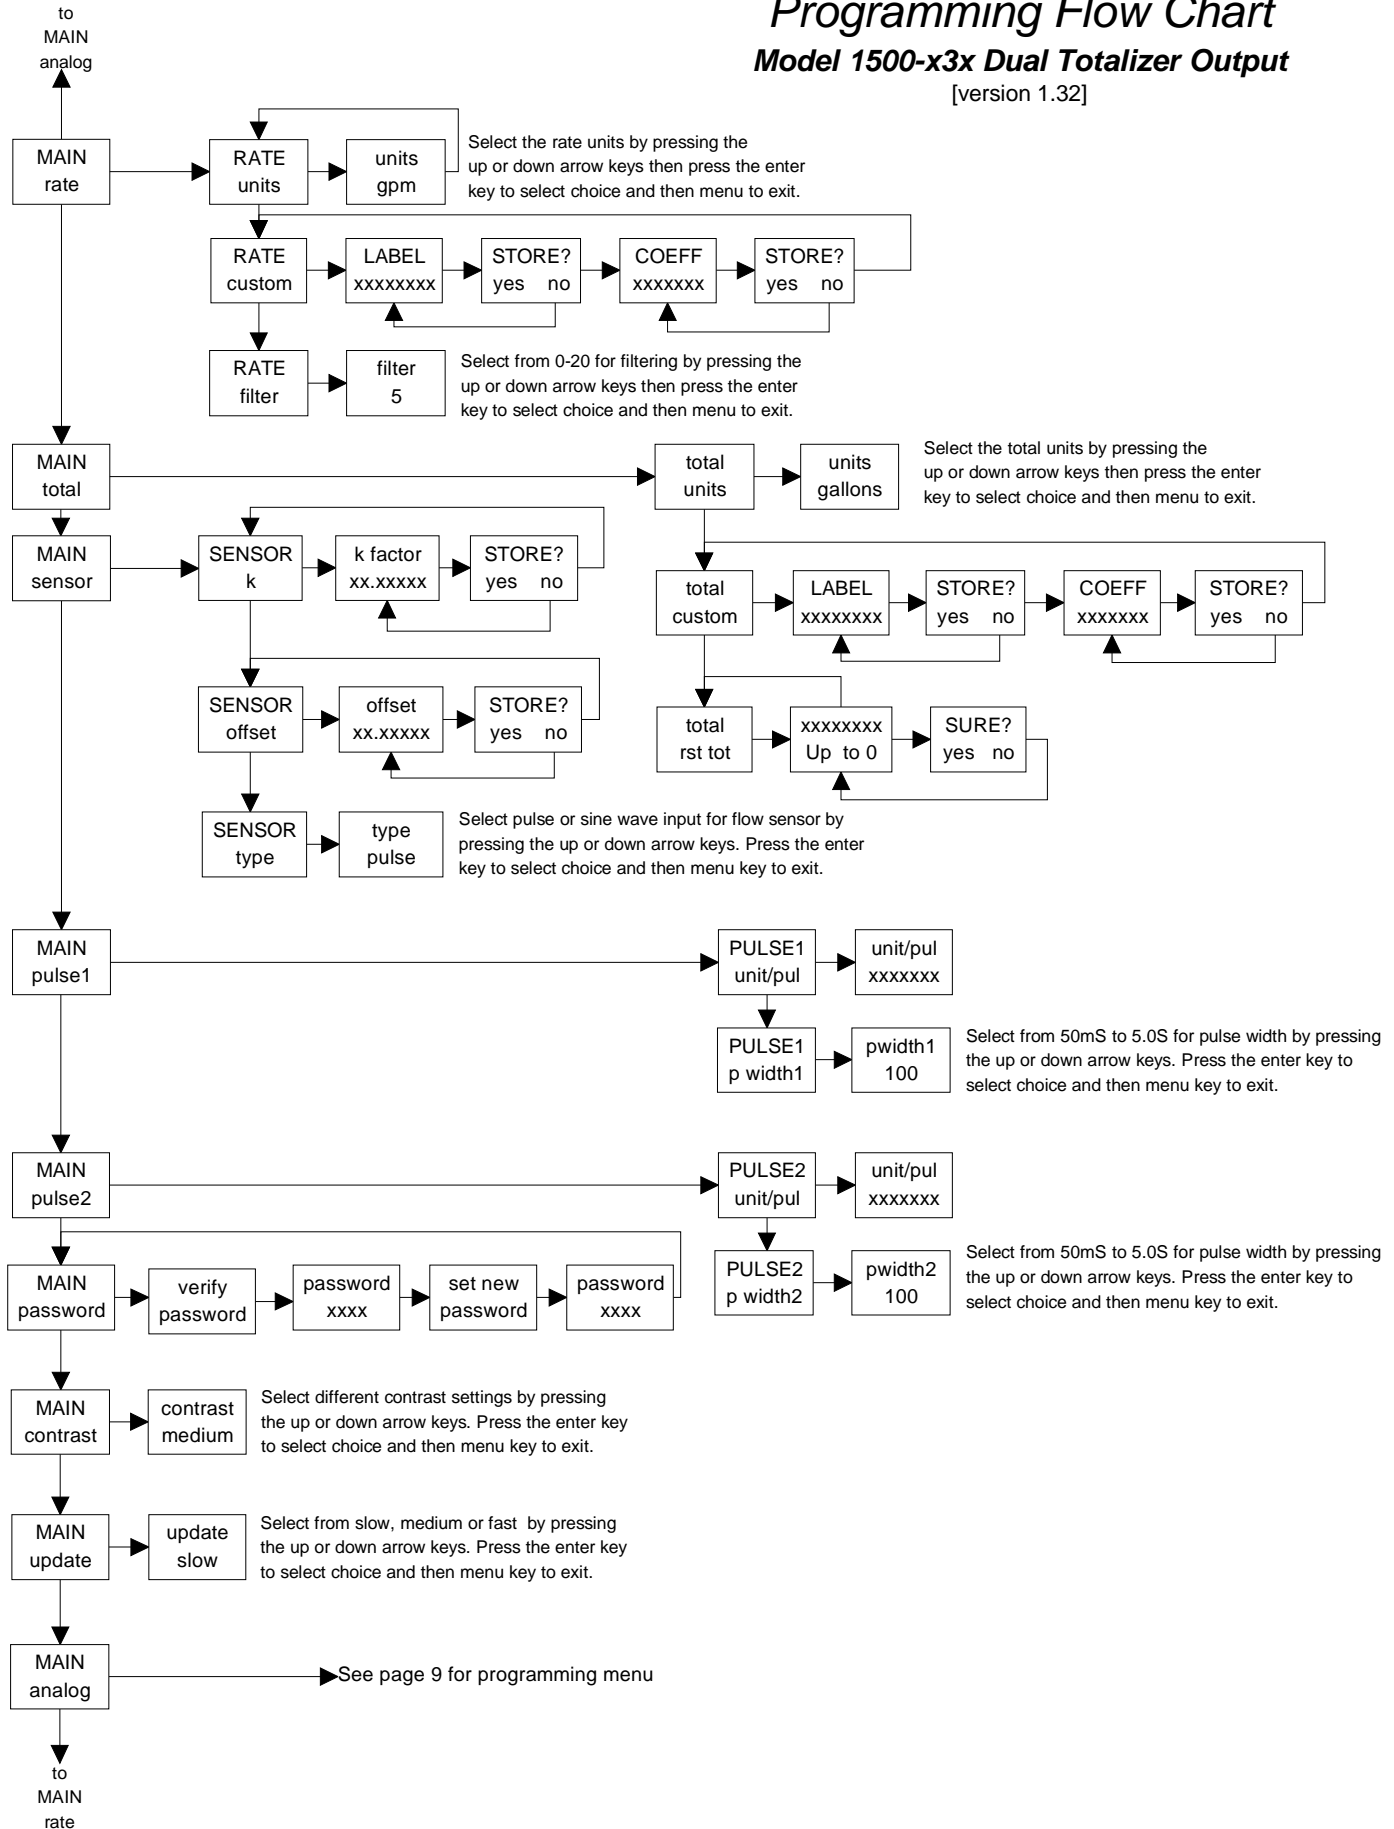 to
MAIN
analog
Programming Flow Chart
Model 1500-x3x Dual Totalizer Output
[version 1.32]
MAIN
rate
RATE
units
units
gpm
Select the rate units by pressing the
up or down arrow keys then press the enter
key to select choice and then menu to exit.
RATE
custom
LABEL
xxxxxxxx
STORE?
yes no
COEFF
xxxxxxx
STORE?
yes no
RATE
filter
filter
5
Select from 0-20 for filtering by pressing the
up or down arrow keys then press the enter
key to select choice and then menu to exit.
MAIN
total
total
units
units
gallons
Select the total units by pressing the
up or down arrow keys then press the enter
key to select choice and then menu to exit.
MAIN
sensor
SENSOR
k
k factor
xx.xxxxx
STORE?
yes no
total
custom
LABEL
xxxxxxxx
STORE?
yes no
COEFF
xxxxxxx
STORE?
yes no
SENSOR
offset
offset
xx.xxxxx
STORE?
yes no
total
rst tot
xxxxxxxx
Up to 0
SURE?
yes no
SENSOR
type
type
pulse
Select pulse or sine wave input for flow sensor by
pressing the up or down arrow keys. Press the enter
key to select choice and then menu key to exit.
MAIN
pulse1
PULSE1
unit/pul
unit/pul
xxxxxxx
PULSE1
p width1
pwidth1
100
Select from 50mS to 5.0S for pulse width by pressing
the up or down arrow keys. Press the enter key to
select choice and then menu key to exit.
MAIN
pulse2
PULSE2
unit/pul
unit/pul
xxxxxxx
PULSE2
p width2
pwidth2
100
Select from 50mS to 5.0S for pulse width by pressing
the up or down arrow keys. Press the enter key to
select choice and then menu key to exit.
MAIN
password
verify
password
password
xxxx
set new
password
password
xxxx
MAIN
contrast
contrast
medium
Select different contrast settings by pressing
the up or down arrow keys. Press the enter key
to select choice and then menu key to exit.
MAIN
update
update
slow
Select from slow, medium or fast by pressing
the up or down arrow keys. Press the enter key
to select choice and then menu key to exit.
MAIN
analog
See page 9 for programming menu
to
MAIN
rate